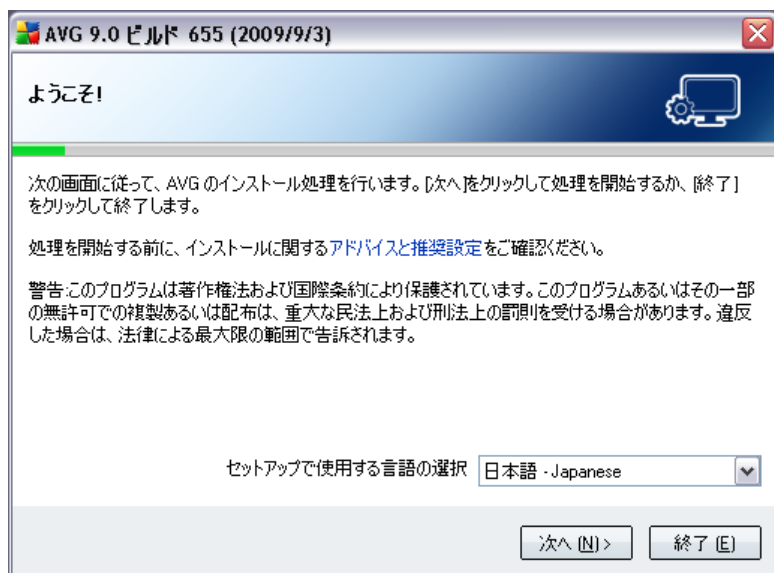 AVG 9.0 ビルド 655 (2009/9/3)
ようこそ!
次の画面に従って、AVG のインストール処理を行います。[次へ]をクリックして処理を開始するか、[終了]
をクリックして終了します。
処理を開始する前に、インストールに関するアドバイスと推奨設定をご確認ください。
警告:このプログラムは著作権法および国際条約により保護されています。このプログラムあるいはその一部
の無許可での複製あるいは配布は、重大な民法上および刑法上の罰則を受ける場合があります。違反
した場合は、法律による最大限の範囲で告訴されます。
セットアップで使用する言語の選択 日本語 - Japanese
次へ (N) > 終了 (E)